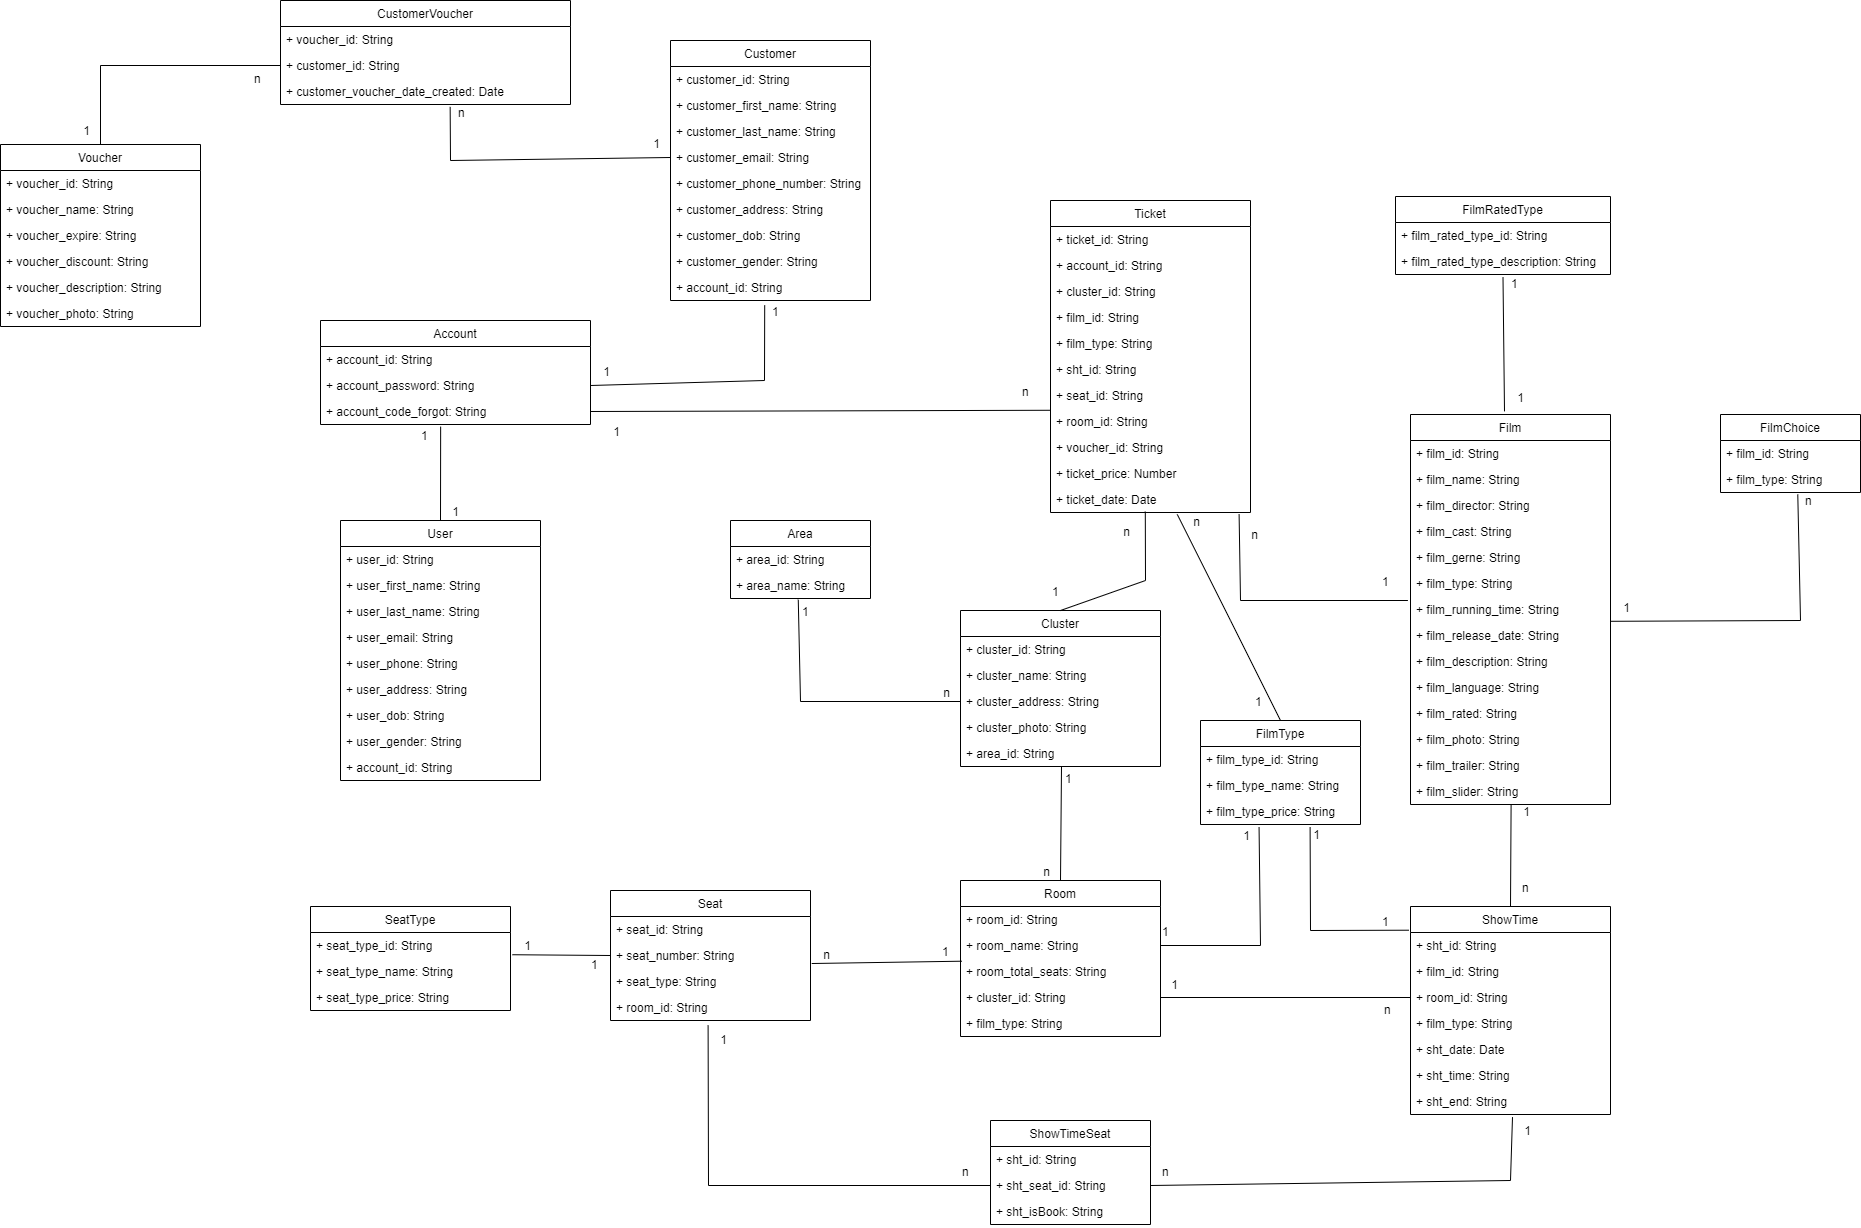 CustomerVoucher
+ voucher_id: String
+ customer_id: String
+ customer_voucher_date_created: Date
n
1
n
1
Voucher
+ voucher_id: String
+ voucher_name: String
+ voucher_expire: String
+ voucher_discount: String
+ voucher_description: String
+ voucher_photo: String
Customer
+ customer_id: String
+ customer_first_name: String
+ customer_last_name: String
+ customer_email: String
+ customer_phone_number: String
+ customer_address: String
+ customer_dob: String
+ customer_gender: String
+ account_id: String
1
1
Account
+ account_id: String
+ account_password: String
+ account_code_forgot: String
1
n
1
1
User
+ user_id: String
+ user_first_name: String
+ user_last_name: String
+ user_email: String
+ user_phone: String
+ user_address: String
+ user_dob: String
+ user_gender: String
+ account_id: String
Ticket
+ ticket_id: String
+ account_id: String
+ cluster_id: String
+ film_id: String
+ film_type: String
+ sht_id: String
+ seat_id: String
+ room_id: String
+ voucher_id: String
+ ticket_price: Number
+ ticket_date: Date
n
n
n
1
1
1
FilmRatedType
+ film_rated_type_id: String
+ film_rated_type_description: String
1
1
Film
+ film_id: String
+ film_name: String
+ film_director: String
+ film_cast: String
+ film_gerne: String
+ film_type: String
+ film_running_time: String
+ film_release_date: String
+ film_description: String
+ film_language: String
+ film_rated: String
+ film_photo: String
+ film_trailer: String
+ film_slider: String
FilmChoice
+ film_id: String
+ film_type: String
n
1
Area
+ area_id: String
+ area_name: String
1
n
Cluster
+ cluster_id: String
+ cluster_name: String
+ cluster_address: String
+ cluster_photo: String
+ area_id: String
1
n
FilmType
+ film_type_id: String
+ film_type_name: String
+ film_type_price: String
1
1
1
1
1
n
SeatType
+ seat_type_id: String
+ seat_type_name: String
+ seat_type_price: String
1
1
Seat
+ seat_id: String
+ seat_number: String
+ seat_type: String
+ room_id: String
n
1
Room
+ room_id: String
+ room_name: String
+ room_total_seats: String
+ cluster_id: String
+ film_type: String
1
n
ShowTime
+ sht_id: String
+ film_id: String
+ room_id: String
+ film_type: String
+ sht_date: Date
+ sht_time: String
+ sht_end: String
1
1
n
n
ShowTimeSeat
+ sht_id: String
+ sht_seat_id: String
+ sht_isBook: String